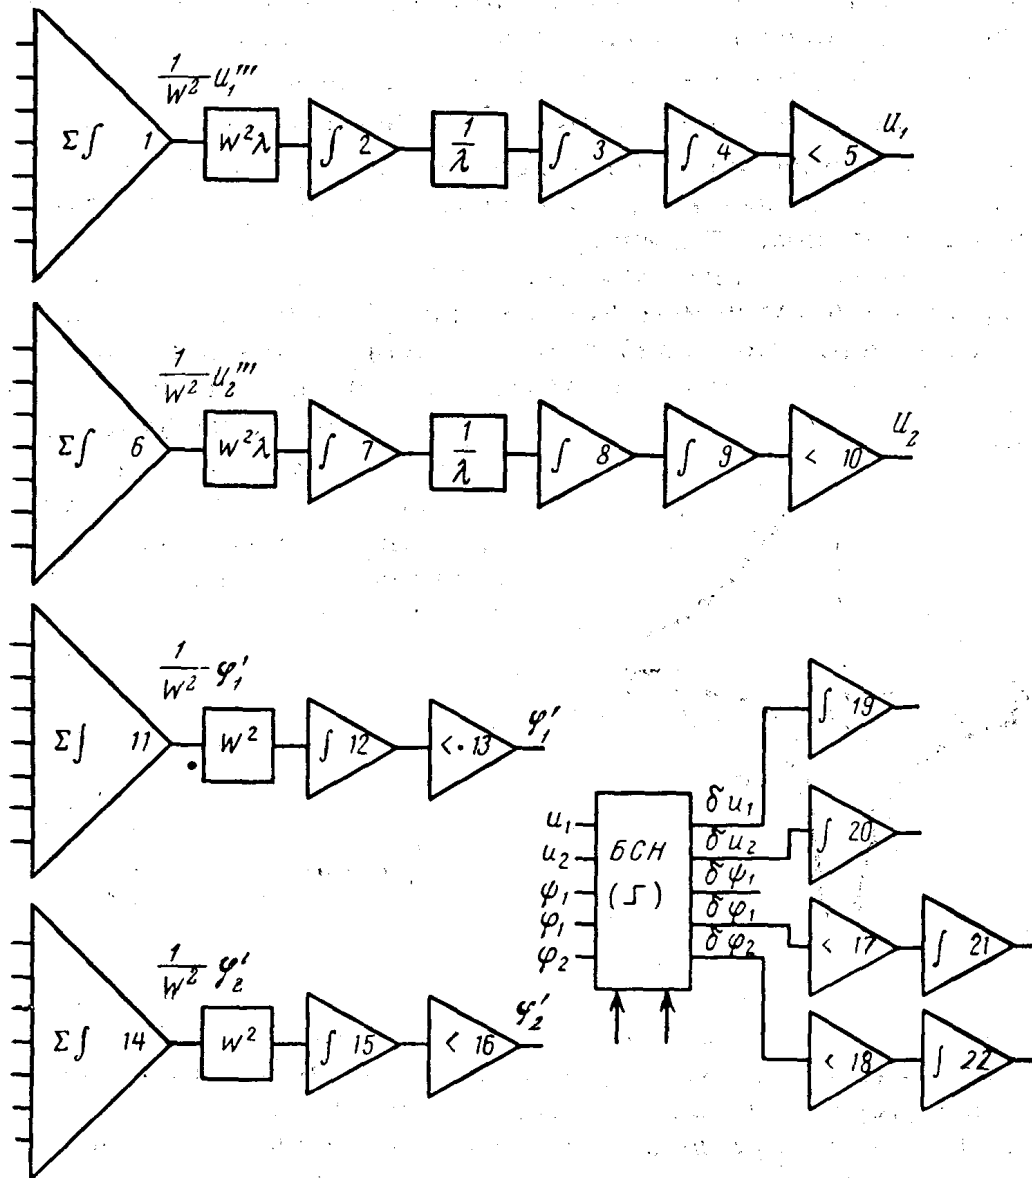 1/W² u₁'''
Σ∫ 1 W²λ ∫ 2 1/λ ∫ 3 ∫ 4 < 5 u₁
1/W² u₂'''
Σ∫ 6 W²λ ∫ 7 1/λ ∫ 8 ∫ 9 < 10 u₂
1/W² φ₁'
Σ∫ 11 W² ∫ 12 < 13 φ₁'
∫ 19
u₁ δu₁
∫ 20
u₂ БСН δu₂
ψ₁ (⅃) δψ₁
φ₁ δφ₁
< 17 ∫ 21
φ₂ δφ₂
1/W² φ₂'
Σ∫ 14 W² ∫ 15 < 16 φ₂'
< 18 ∫ 22